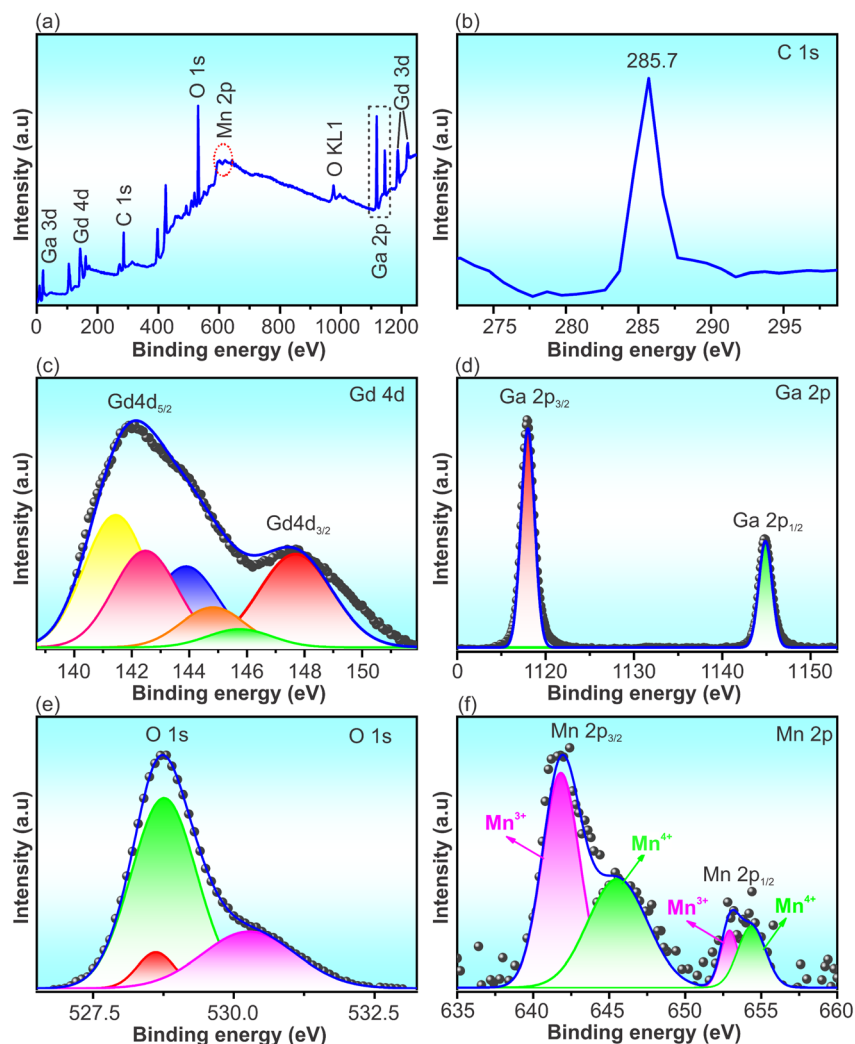 (a)
Intensity (a.u)
Ga 3d
Gd 4d
C 1s
O 1s
Mn 2p
O KL1
Ga 2p
Gd 3d
0 200 400 600 800 1000 1200
Binding energy (eV)
(b)
C 1s
285.7
Intensity (a.u)
275 280 285 290 295
Binding energy (eV)
(c)
Gd 4d
Gd4d5/2
Gd4d3/2
Intensity (a.u)
140 142 144 146 148 150
Binding energy (eV)
(d)
Ga 2p
Ga 2p3/2
Ga 2p1/2
Intensity (a.u)
0 1120 1130 1140 1150
Binding energy (eV)
(e)
O 1s
O 1s
Intensity (a.u)
527.5 530.0 532.5
Binding energy (eV)
(f)
Mn 2p3/2
Mn 2p
Mn3+
Mn4+
Mn 2p1/2
Mn3+
Mn4+
Intensity (a.u)
635 640 645 650 655 660
Binding energy (eV)